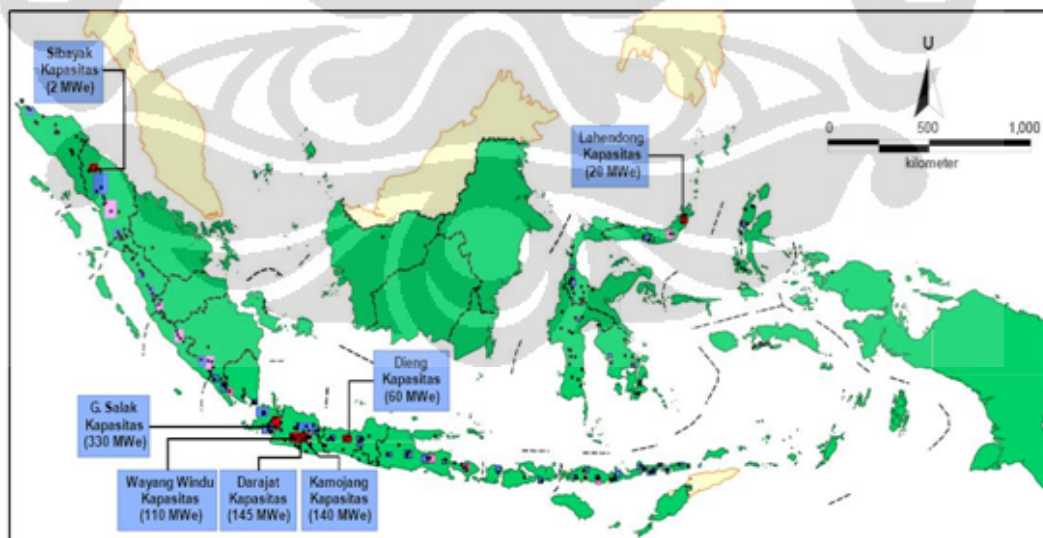 Sibayak
Kapasitas
(2 MWe)
U
0 500 1,000
kilometer
Lahendong
Kapasitas
(20 MWe)
Dieng
Kapasitas
(60 MWe)
G. Salak
Kapasitas
(330 MWe)
Wayang Windu
Kapasitas
(110 MWe)
Darajat
Kapasitas
(145 MWe)
Kamojang
Kapasitas
(140 MWe)